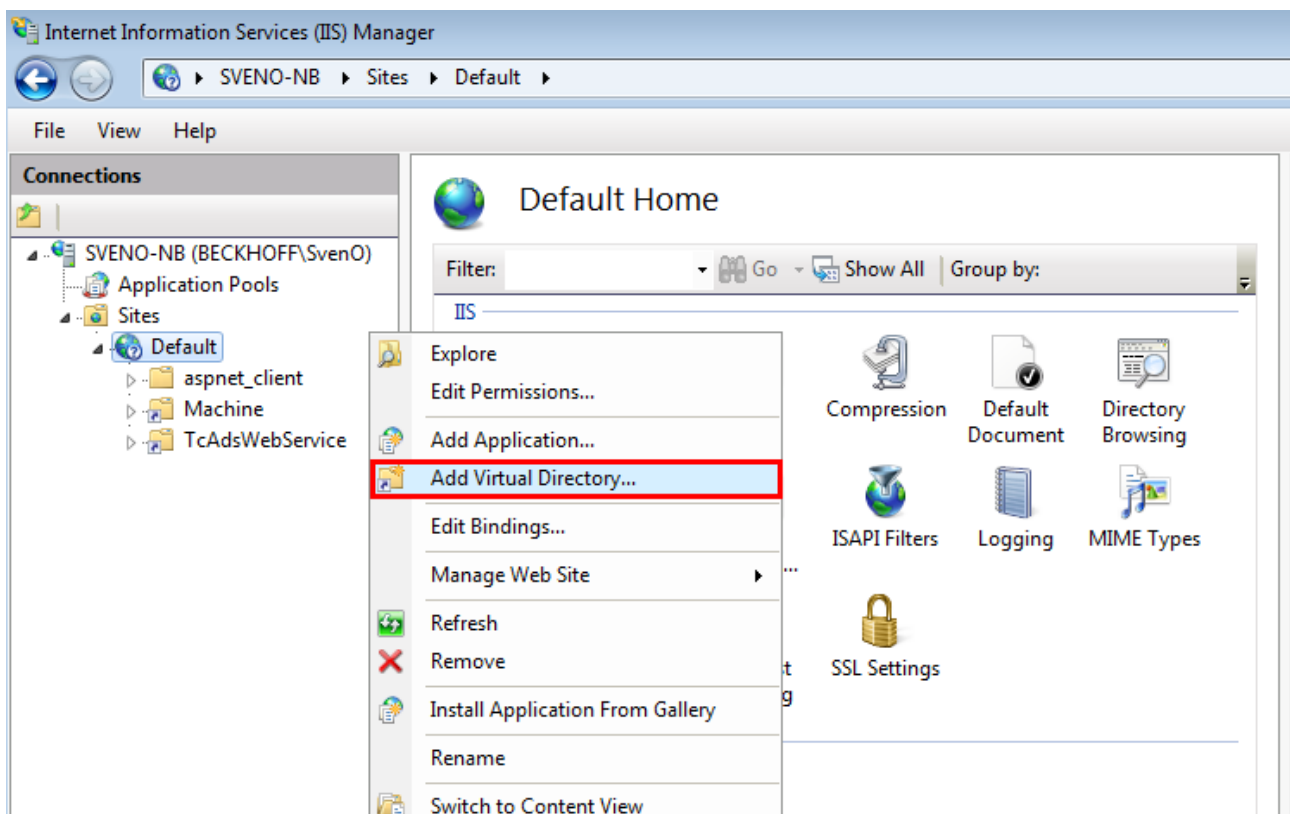 Internet Information Services (IIS) Manager
SVENO-NB Sites Default
File View Help
Connections
SVENO-NB (BECKHOFF\SvenO)
Application Pools
Sites
Default
aspnet_client
Machine
TcAdsWebService
Default Home
Filter: Go Show All Group by:
IIS
Explore
Edit Permissions...
Add Application...
Add Virtual Directory...
Edit Bindings...
Manage Web Site
Refresh
Remove
Install Application From Gallery
Rename
Switch to Content View
Compression
Default Document
Directory Browsing
ISAPI Filters
Logging
MIME Types
...
SSL Settings